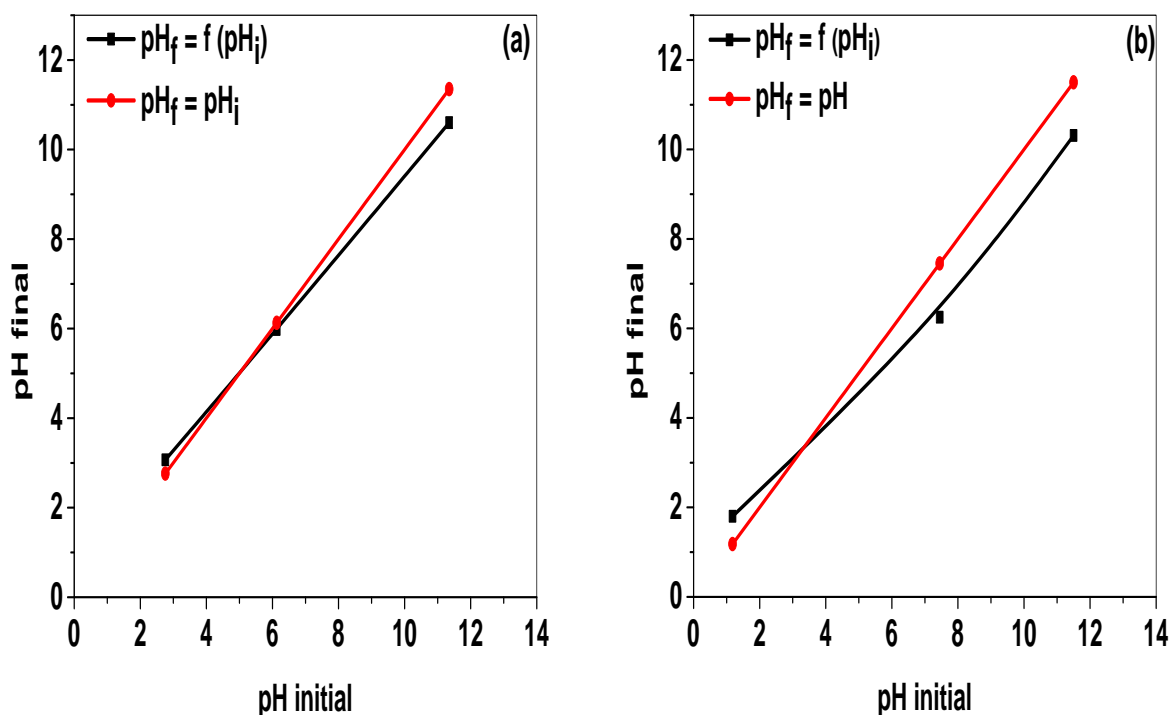 pHf = f (pHi)
(a)
pHf = pHi
12
10
8
6
4
2
0
pH final
0 2 4 6 8 10 12 14
pH initial
pHf = f (pHi)
(b)
pHf = pH
12
10
8
6
4
2
0
pH final
0 2 4 6 8 10 12 14
pH initial